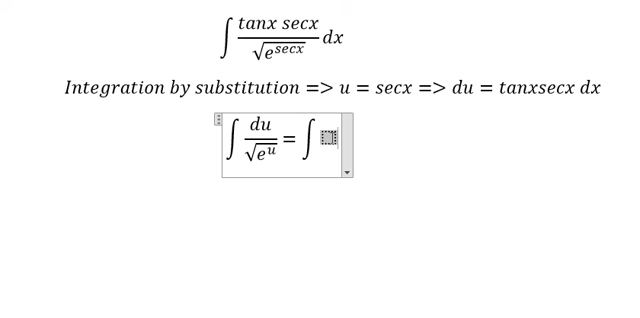 ∫ tanx secx / √e^secx dx
Integration by substitution => u = secx => du = tanxsecx dx
∫ du / √e^u = ∫